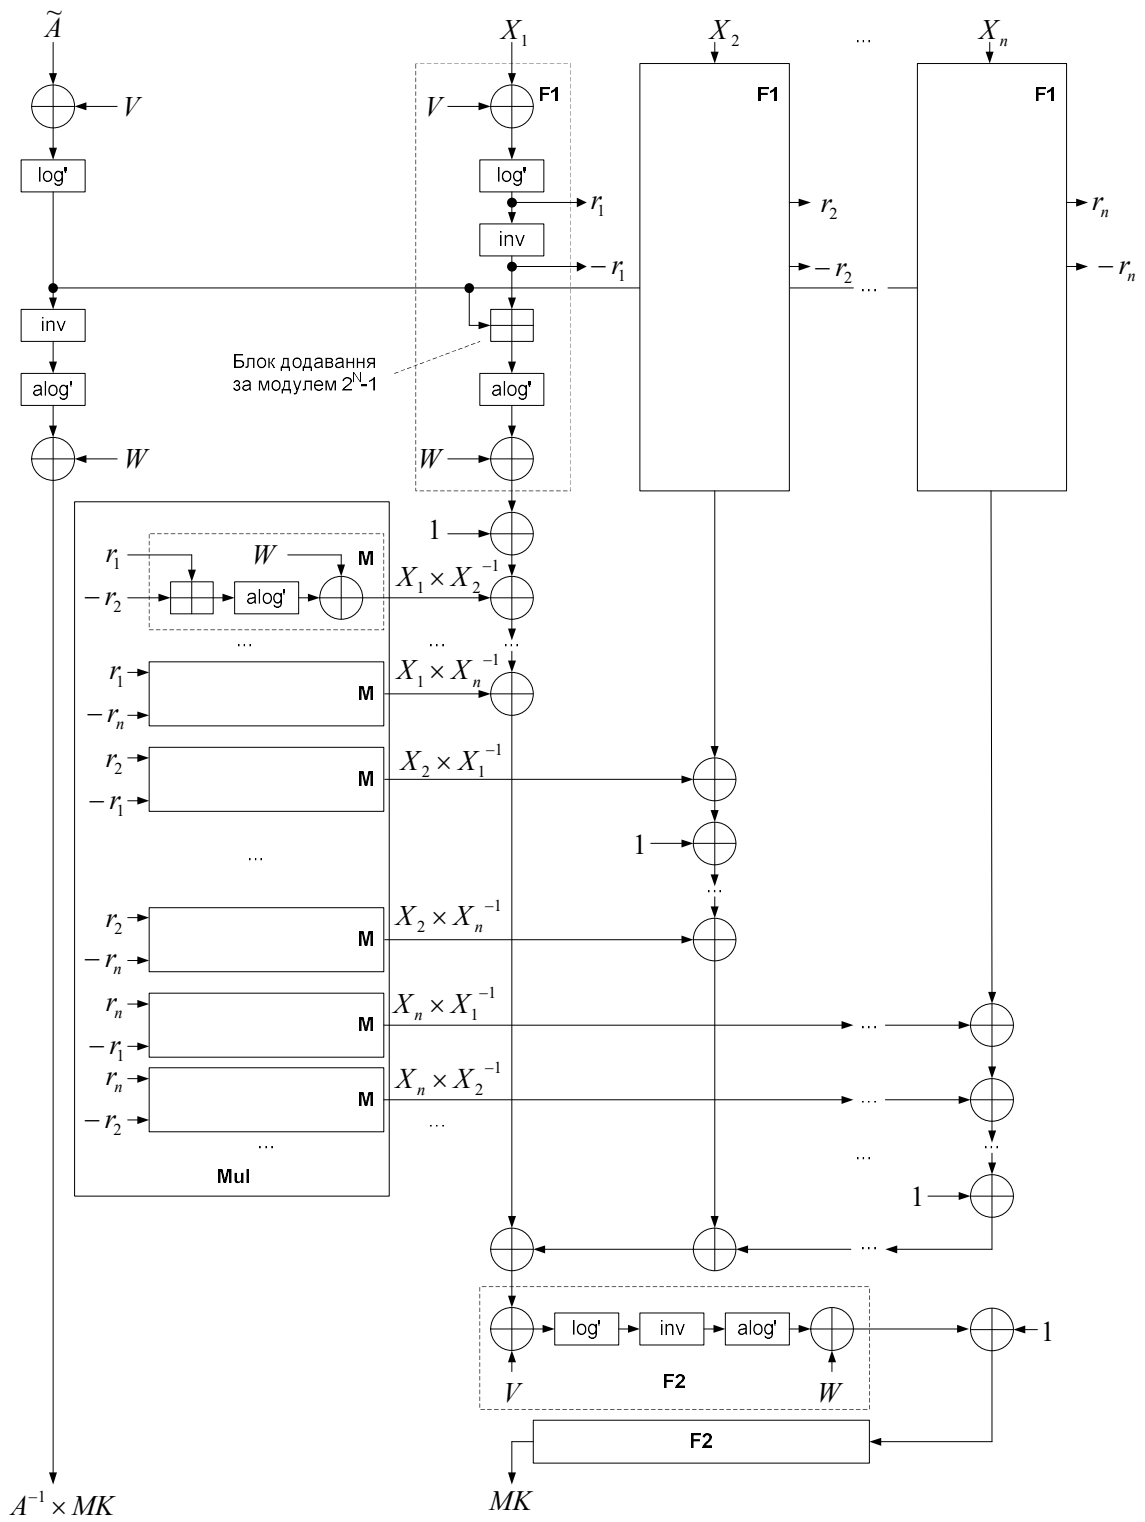 Ã X₁ X₂ ... Xₙ
V V F1 F1 F1
log' log'
r₁ r₂ rₙ
inv
−r₁ −r₂ −rₙ
...
inv
Блок додавання
за модулем 2ᴺ-1
alog' alog'
W W
1
r₁ W M
−r₂ alog' X₁ × X₂⁻¹
... ... ...
r₁ X₁ × Xₙ⁻¹
M
−rₙ
r₂ X₂ × X₁⁻¹
M
−r₁
1
...
...
r₂ X₂ × Xₙ⁻¹
M
−rₙ
rₙ Xₙ × X₁⁻¹
M ...
−r₁
rₙ Xₙ × X₂⁻¹
M ...
−r₂ ...
... ... ...
Mul
1
...
log' inv alog' 1
V F2 W
F2
A⁻¹ × MK MK